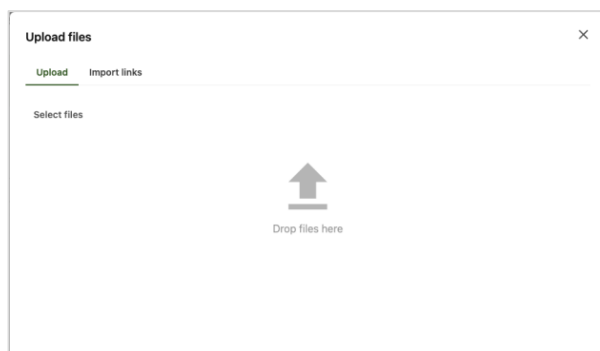 Upload files
Upload Import links
Select files
Drop files here